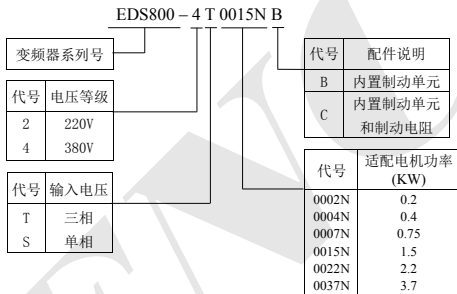 EDS800－4 T 0015N B
变频器系列号
代号 电压等级
2 220V
4 380V
代号 输入电压
T 三相
S 单相
代号 配件说明
B 内置制动单元
C 内置制动单元
和制动电阻
代号 适配电机功率
(KW)
0002N 0.2
0004N 0.4
0007N 0.75
0015N 1.5
0022N 2.2
0037N 3.7